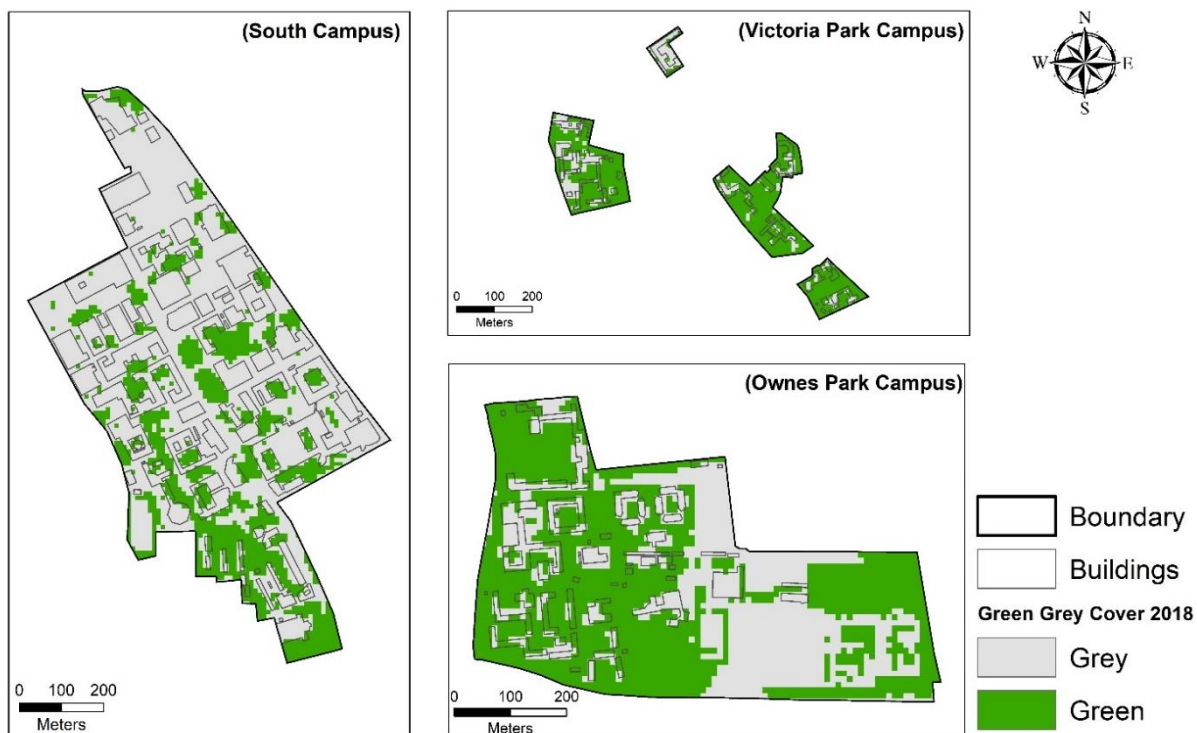 (South Campus)
0 100 200
Meters
(Victoria Park Campus)
0 100 200
Meters
(Ownes Park Campus)
0 100 200
Meters
N
W E
S
Boundary
Buildings
Green Grey Cover 2018
Grey
Green